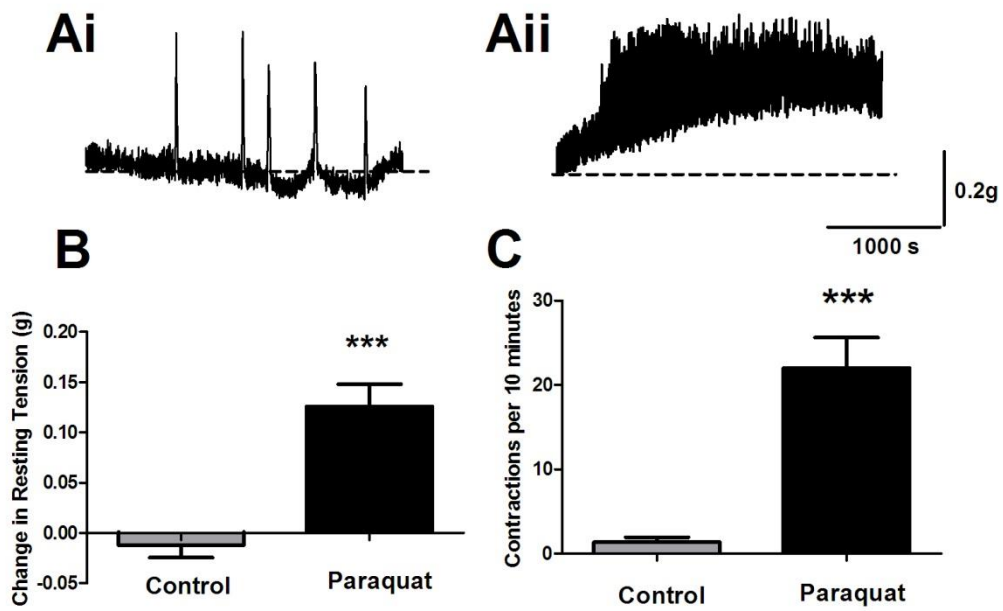 Ai
Aii
0.2g
1000 s
B
C
Change in Resting Tension (g)
0.20
0.15
0.10
0.05
0.00
-0.05
***
Control
Paraquat
Contractions per 10 minutes
30
20
10
0
***
Control
Paraquat